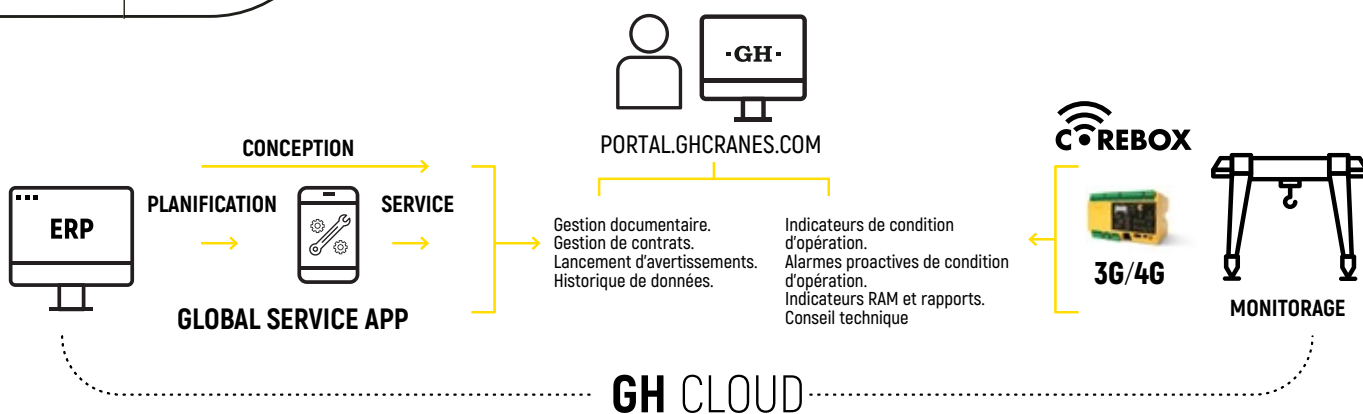 ·GH·
PORTAL.GHCRANES.COM
CONCEPTION
ERP
PLANIFICATION
SERVICE
GLOBAL SERVICE APP
Gestion documentaire.
Gestion de contrats.
Lancement d'avertissements.
Historique de données.
Indicateurs de condition
d'opération.
Alarmes proactives de condition
d'opération.
Indicateurs RAM et rapports.
Conseil technique
COREBOX
3G/4G
MONITORAGE
GH CLOUD